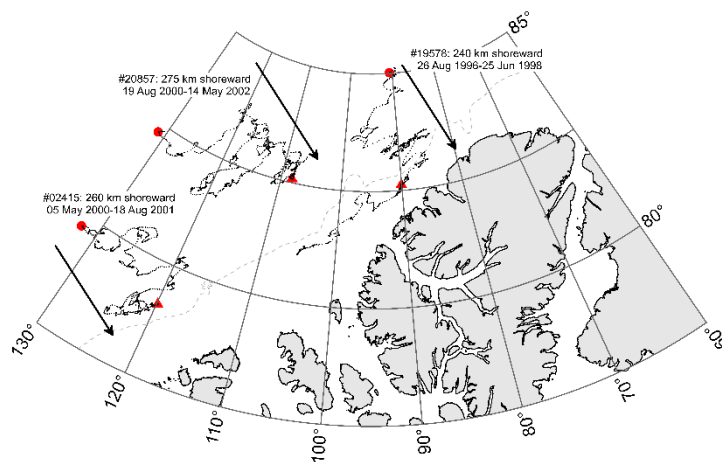 85°
#19578: 240 km shoreward
26 Aug 1996-25 Jun 1998
#20857: 275 km shoreward
19 Aug 2000-14 May 2002
#02415: 260 km shoreward
05 May 2000-18 Aug 2001
80°
130°
120°
110°
100°
90°
70°
60°